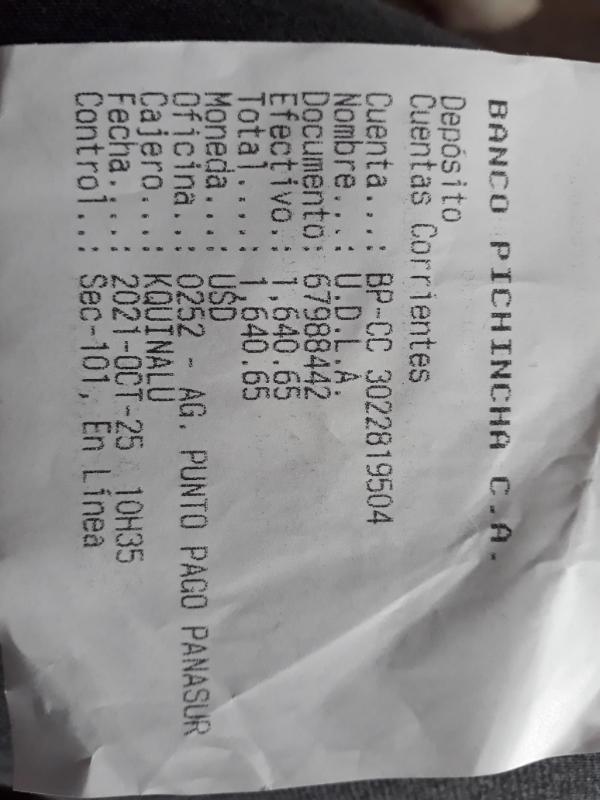 BANCO PICHINCHA C.A.
Depósito
Cuentas Corrientes
Cuenta...: BP-CC 3022819504
Nombre...: U.D.L.A.
Documento: 67988442
Efectivo.: 1,640.65
Total....: 1,640.65
Moneda...: USD
Oficina..: 0252 - AG. PUNTO PAGO PANASUR
Cajero...: KQUINALU
Fecha....: 2021-OCT-25 10H35
Control..: Sec-101, En Línea